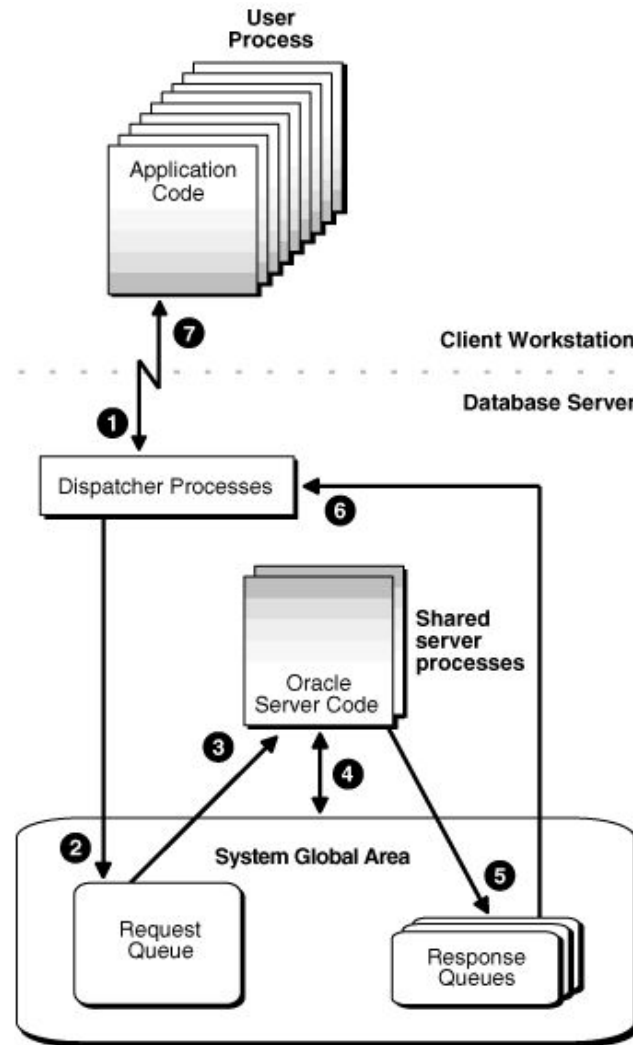 User
Process
Application
Code
7
Client Workstation
Database Server
1
Dispatcher Processes
6
Shared
server
processes
Oracle
Server Code
3
4
2
System Global Area
5
Request
Queue
Response
Queues